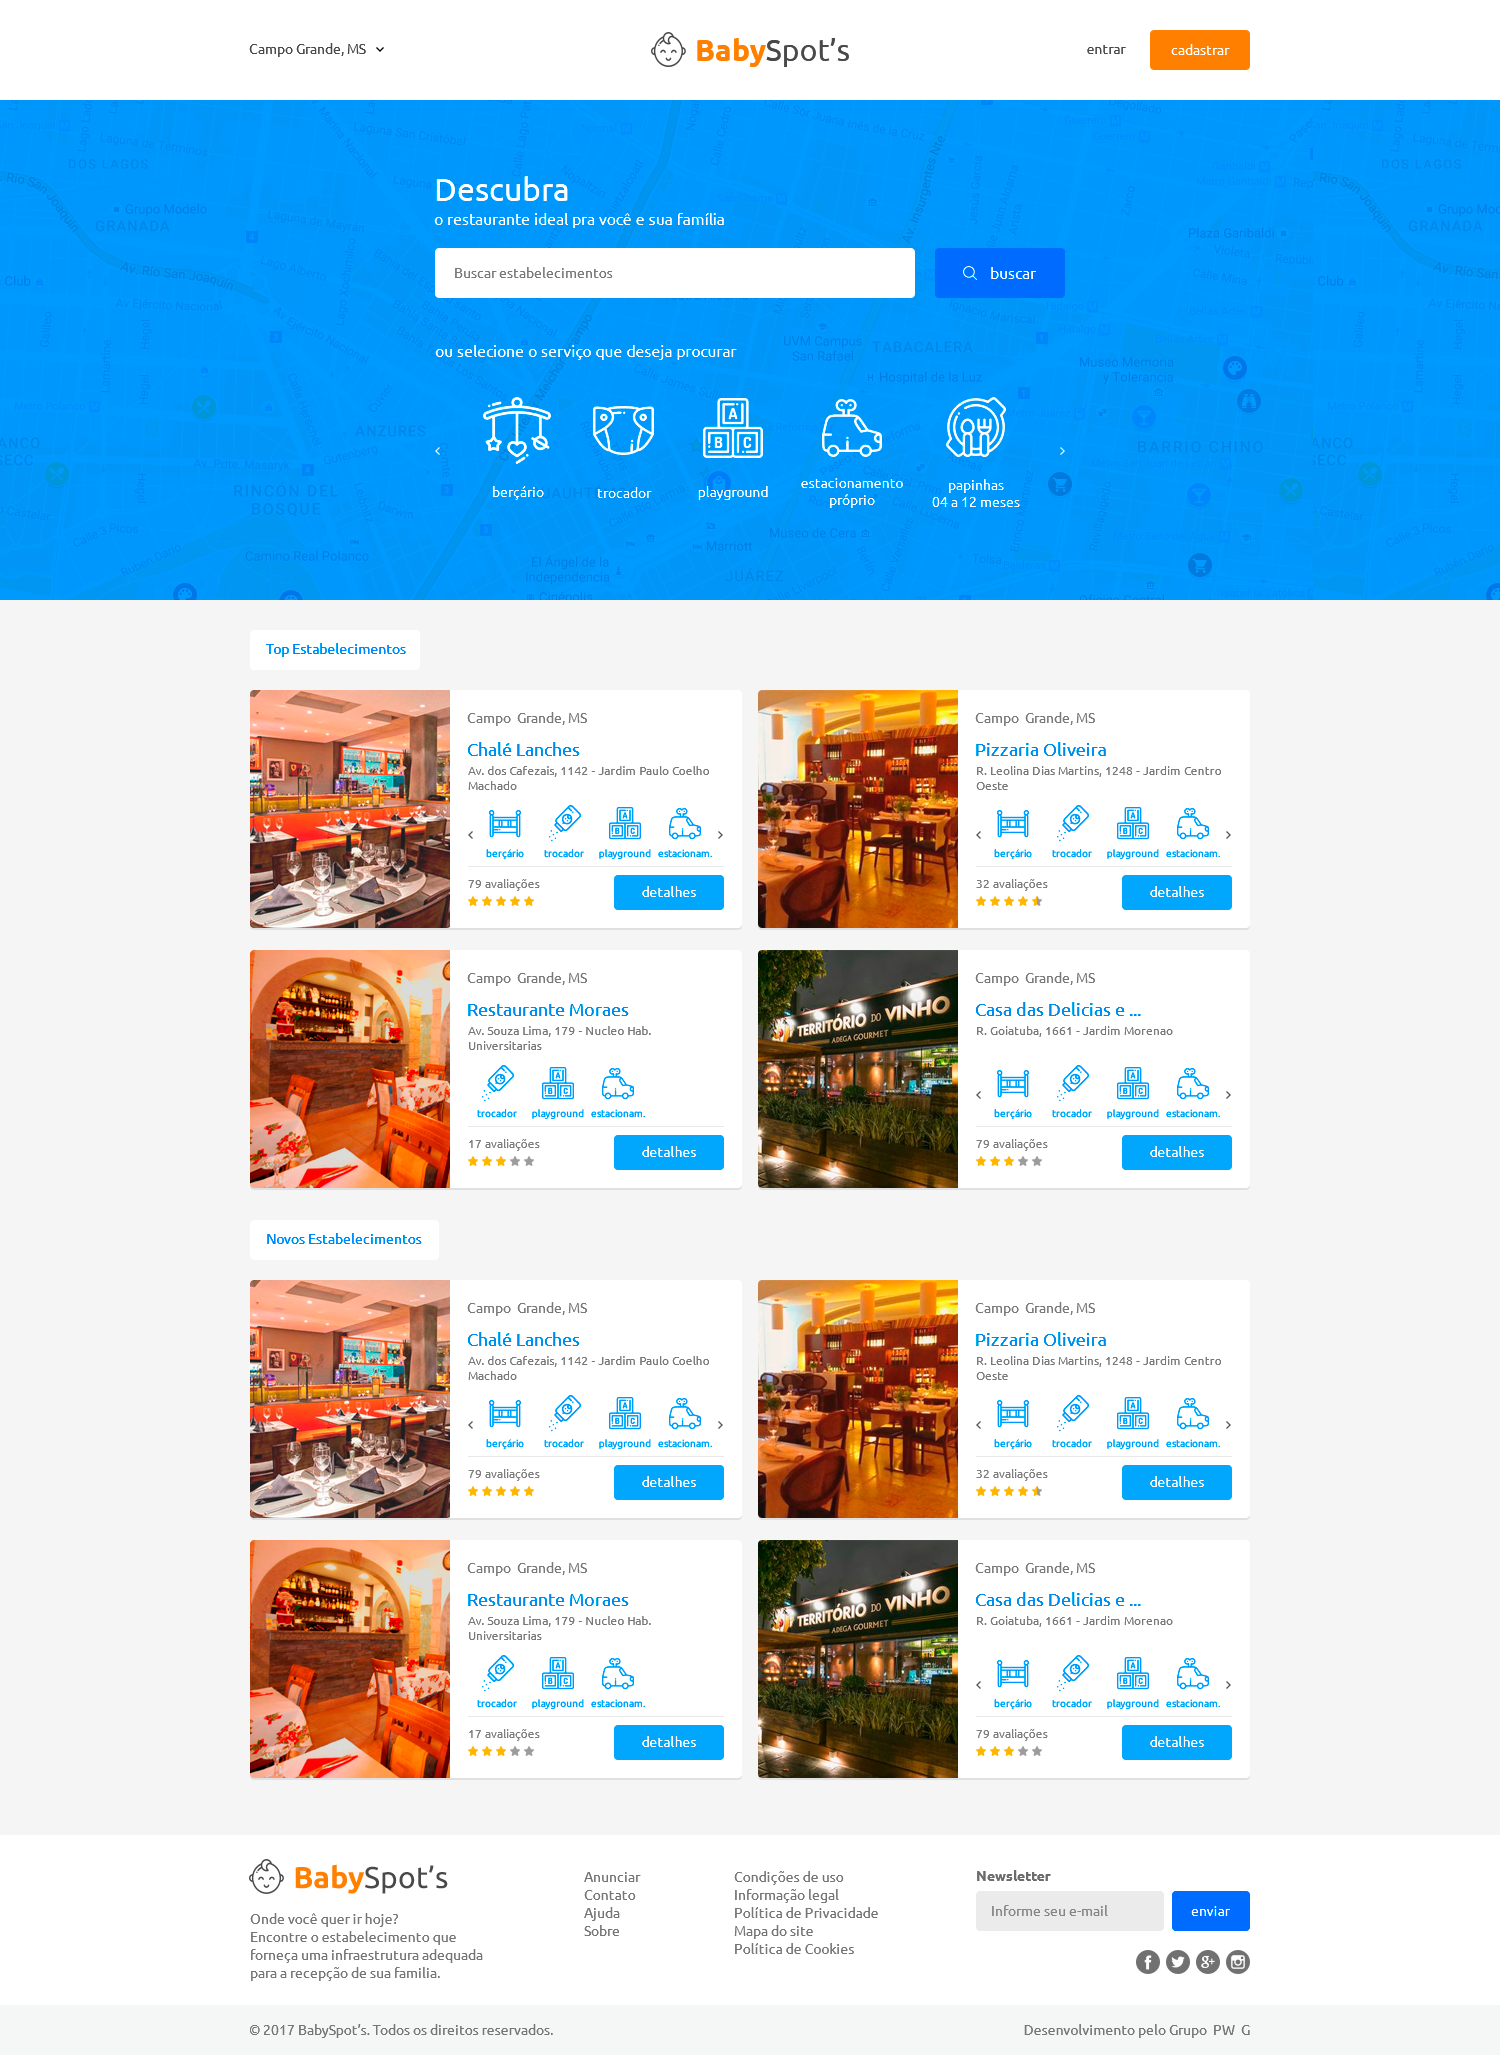 Campo Grande, MS
BabySpot's
entrar
cadastrar
Descubra
o restaurante ideal pra você e sua família
Buscar estabelecimentos
buscar
ou selecione o serviço que deseja procurar
berçário
trocador
playground
estacionamento
próprio
papinhas
04 a 12 meses
Top Estabelecimentos
Campo Grande, MS
Chalé Lanches
Av. dos Cafezais, 1142 - Jardim Paulo Coelho
Machado
berçário trocador playground estacionam.
79 avaliações
detalhes
Campo Grande, MS
Pizzaria Oliveira
R. Leolina Dias Martins, 1248 - Jardim Centro
Oeste
berçário trocador playground estacionam.
32 avaliações
detalhes
Campo Grande, MS
Restaurante Moraes
Av. Souza Lima, 179 - Nucleo Hab.
Universitarias
trocador playground estacionam.
17 avaliações
detalhes
TERRITÓRIO DO VINHO
ADEGA GOURMET
Campo Grande, MS
Casa das Delicias e ...
R. Goiatuba, 1661 - Jardim Morenao
berçário trocador playground estacionam.
79 avaliações
detalhes
Novos Estabelecimentos
Campo Grande, MS
Chalé Lanches
Av. dos Cafezais, 1142 - Jardim Paulo Coelho
Machado
berçário trocador playground estacionam.
79 avaliações
detalhes
Campo Grande, MS
Pizzaria Oliveira
R. Leolina Dias Martins, 1248 - Jardim Centro
Oeste
berçário trocador playground estacionam.
32 avaliações
detalhes
Campo Grande, MS
Restaurante Moraes
Av. Souza Lima, 179 - Nucleo Hab.
Universitarias
trocador playground estacionam.
17 avaliações
detalhes
TERRITÓRIO DO VINHO
ADEGA GOURMET
Campo Grande, MS
Casa das Delicias e ...
R. Goiatuba, 1661 - Jardim Morenao
berçário trocador playground estacionam.
79 avaliações
detalhes
BabySpot's
Onde você quer ir hoje?
Encontre o estabelecimento que
forneça uma infraestrutura adequada
para a recepção de sua familia.
Anunciar
Contato
Ajuda
Sobre
Condições de uso
Informação legal
Política de Privacidade
Mapa do site
Política de Cookies
Newsletter
Informe seu e-mail
enviar
© 2017 BabySpot's. Todos os direitos reservados.
Desenvolvimento pelo Grupo PW G